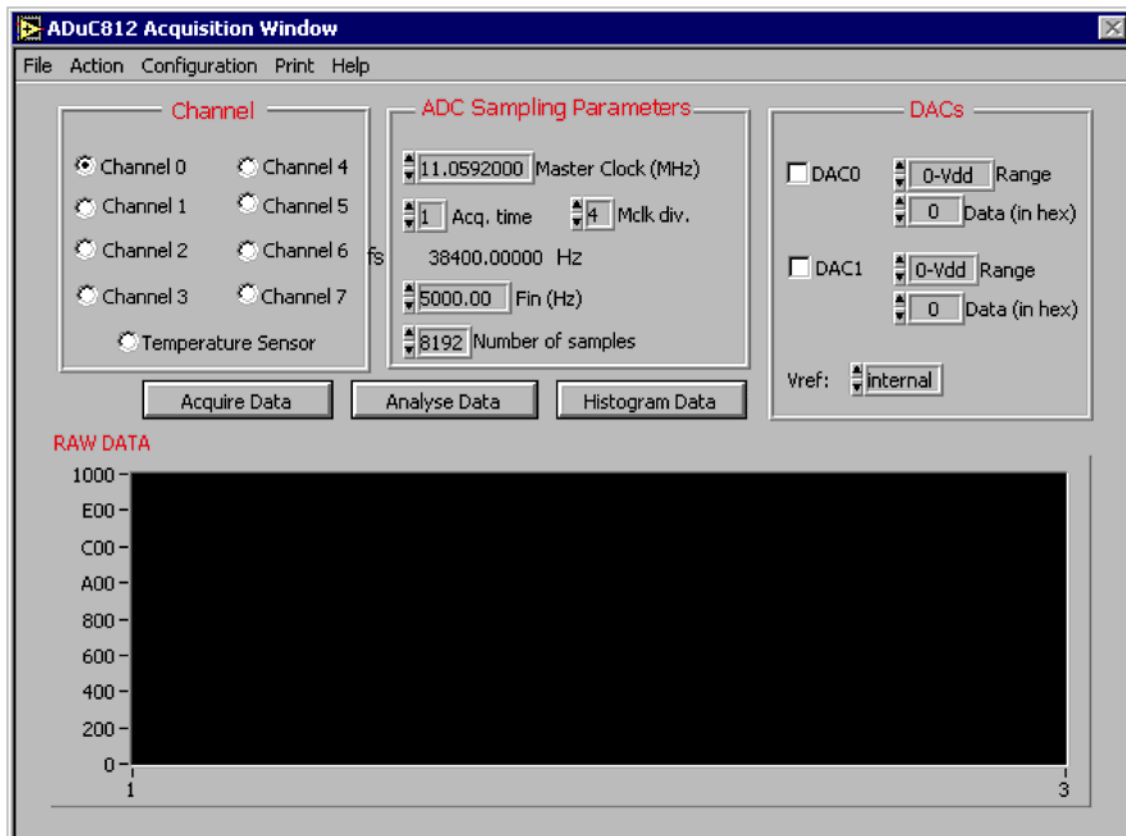 ADuC812 Acquisition Window
File Action Configuration Print Help
Channel
Channel 0 Channel 4
Channel 1 Channel 5
Channel 2 Channel 6
Channel 3 Channel 7
Temperature Sensor
ADC Sampling Parameters
11.0592000 Master Clock (MHz)
1 Acq. time 4 Mclk div.
fs 38400.00000 Hz
5000.00 Fin (Hz)
8192 Number of samples
DACs
DAC0 0-Vdd Range
0 Data (in hex)
DAC1 0-Vdd Range
0 Data (in hex)
Vref: internal
Acquire Data Analyse Data Histogram Data
RAW DATA
1000
E00
C00
A00
800
600
400
200
0
1 3